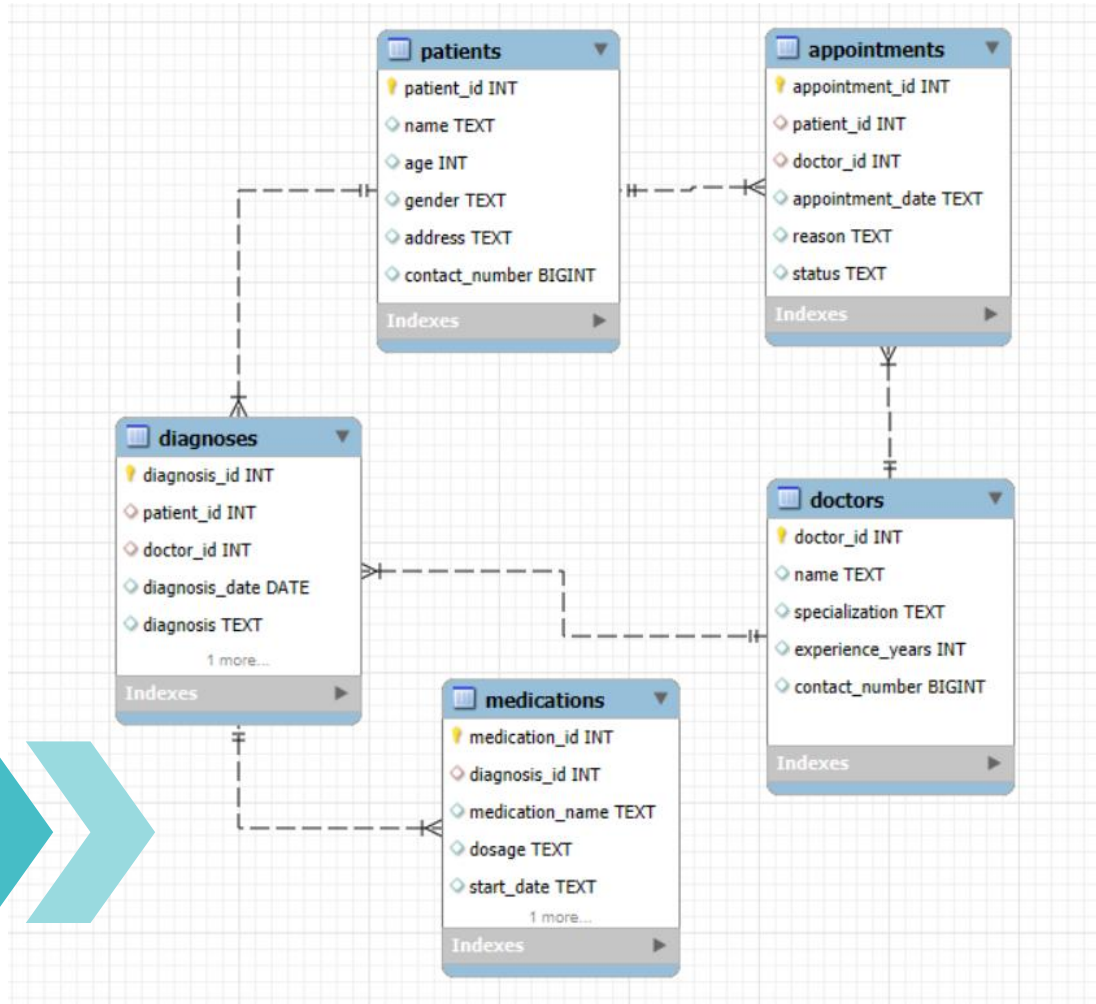 patients
patient_id INT
name TEXT
age INT
gender TEXT
address TEXT
contact_number BIGINT
Indexes
appointments
appointment_id INT
patient_id INT
doctor_id INT
appointment_date TEXT
reason TEXT
status TEXT
Indexes
diagnoses
diagnosis_id INT
patient_id INT
doctor_id INT
diagnosis_date DATE
diagnosis TEXT
1 more...
Indexes
doctors
doctor_id INT
name TEXT
specialization TEXT
experience_years INT
contact_number BIGINT
Indexes
medications
medication_id INT
diagnosis_id INT
medication_name TEXT
dosage TEXT
start_date TEXT
1 more...
Indexes